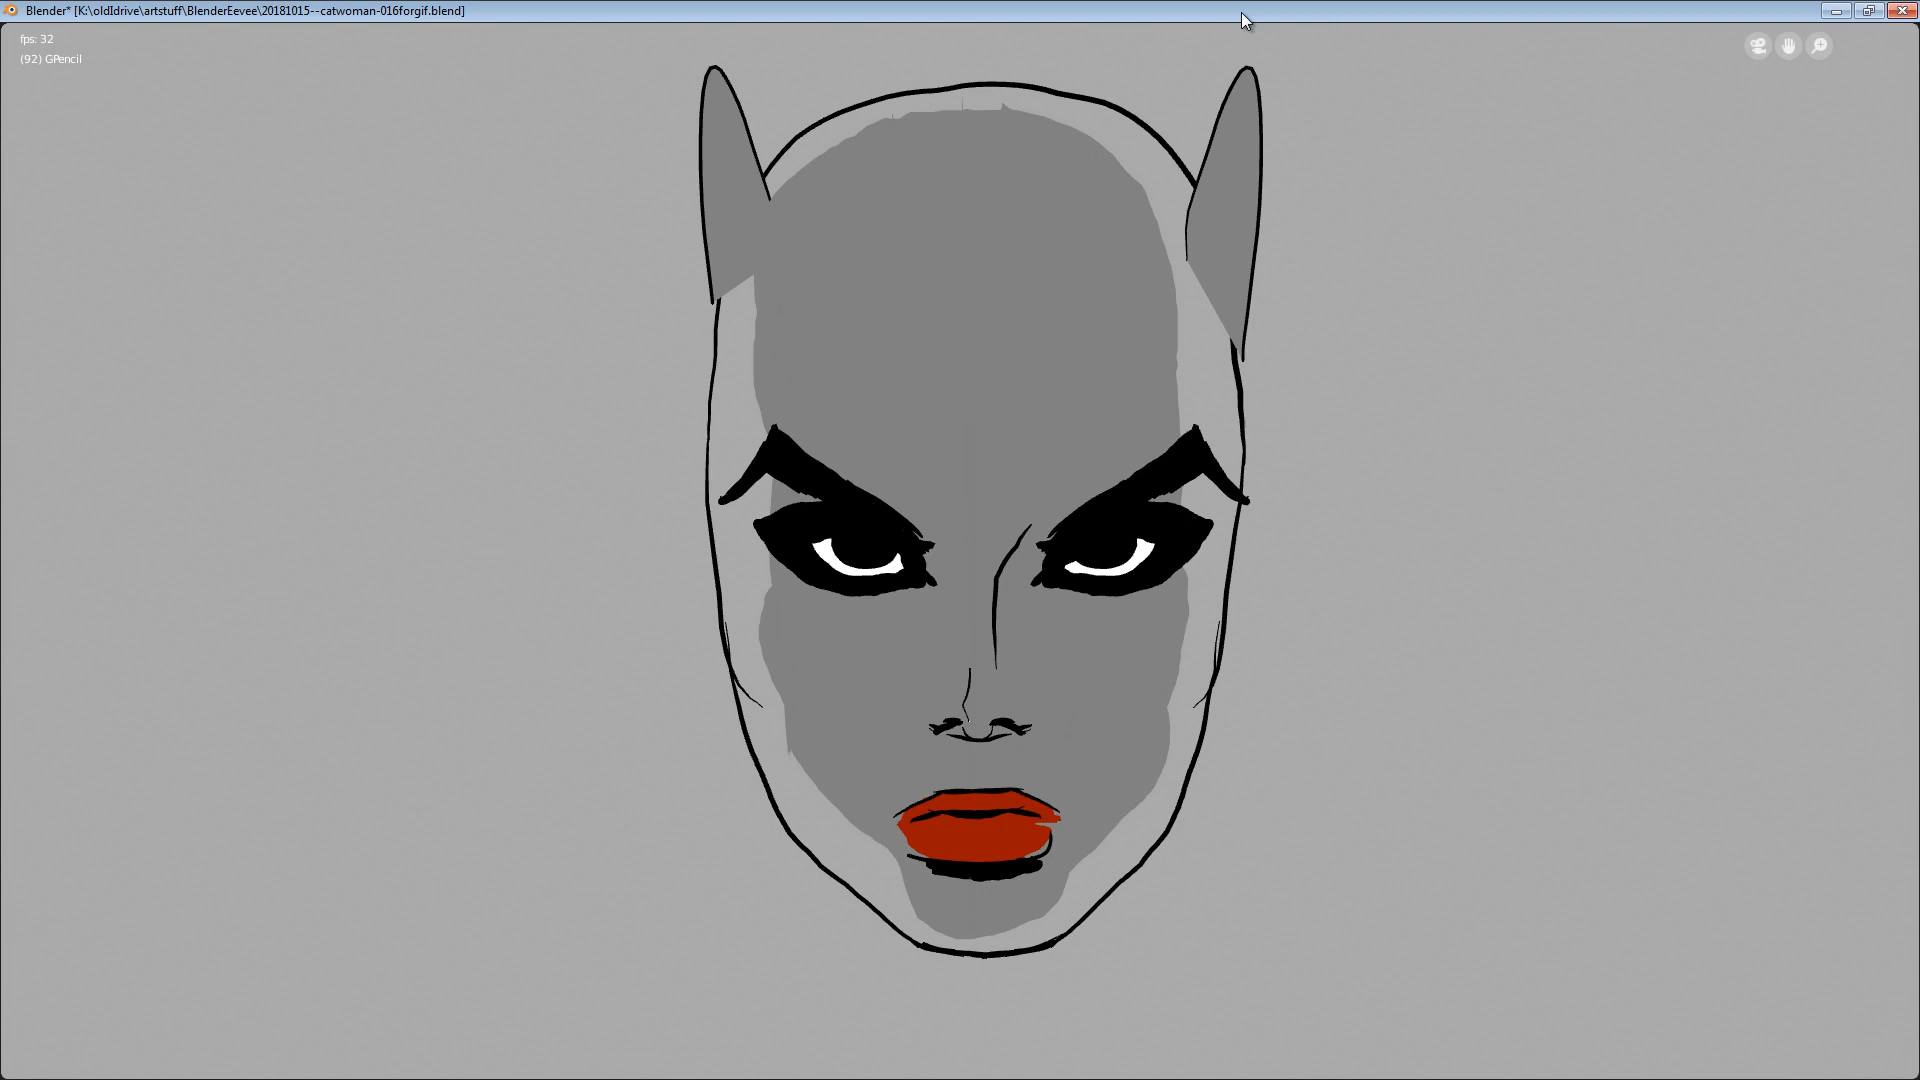 Blender* [K:\oldIdrive\artstuff\BlenderEevee\20181015--catwoman-016forgif.blend]
fps: 32
(92) GPencil